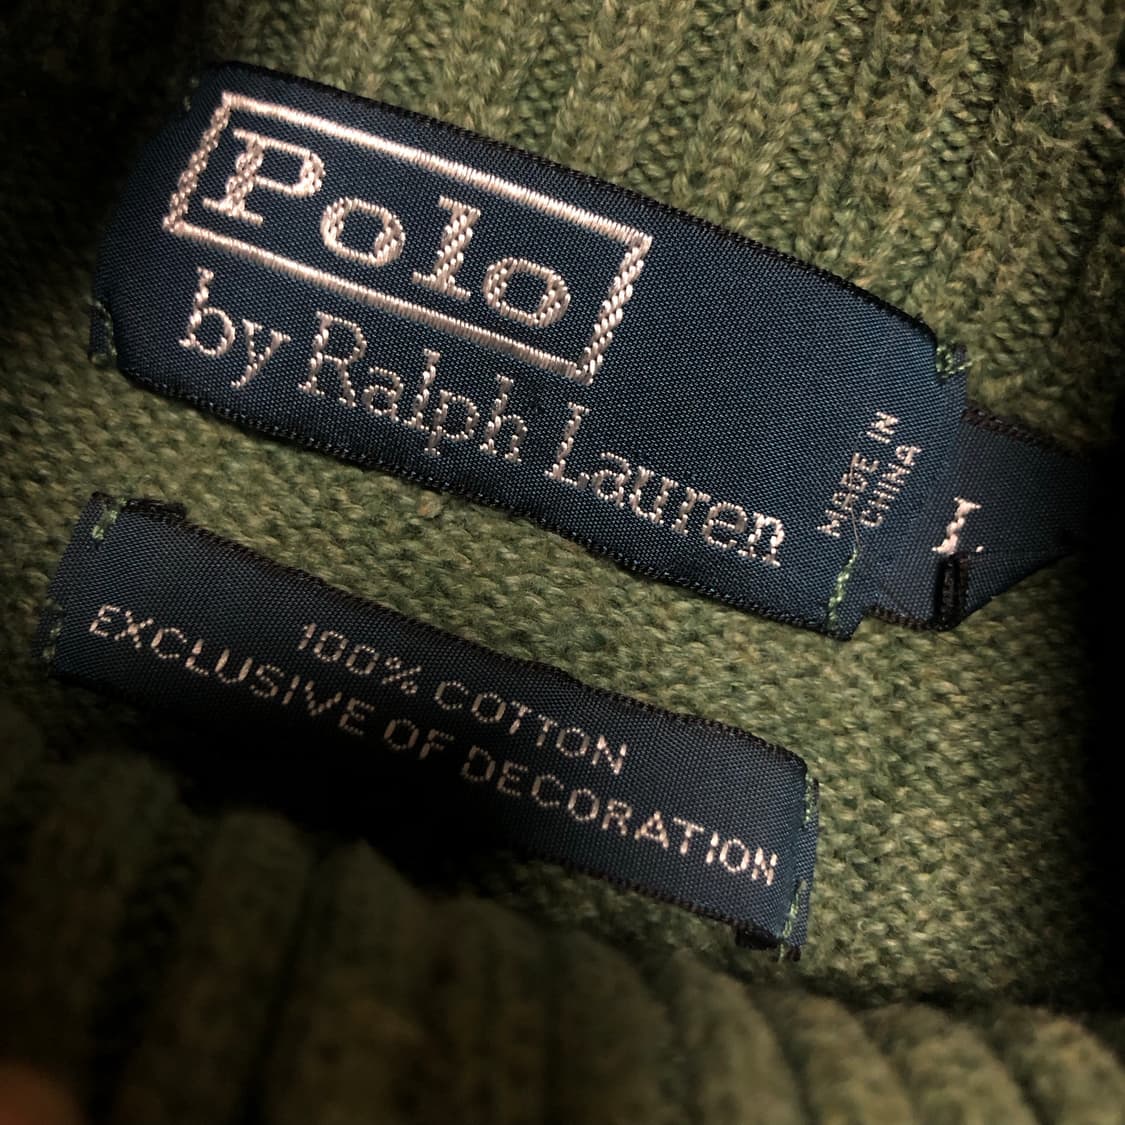 Polo
by Ralph Lauren
MADE IN
CHINA
L
100% COTTON
EXCLUSIVE OF DECORATION